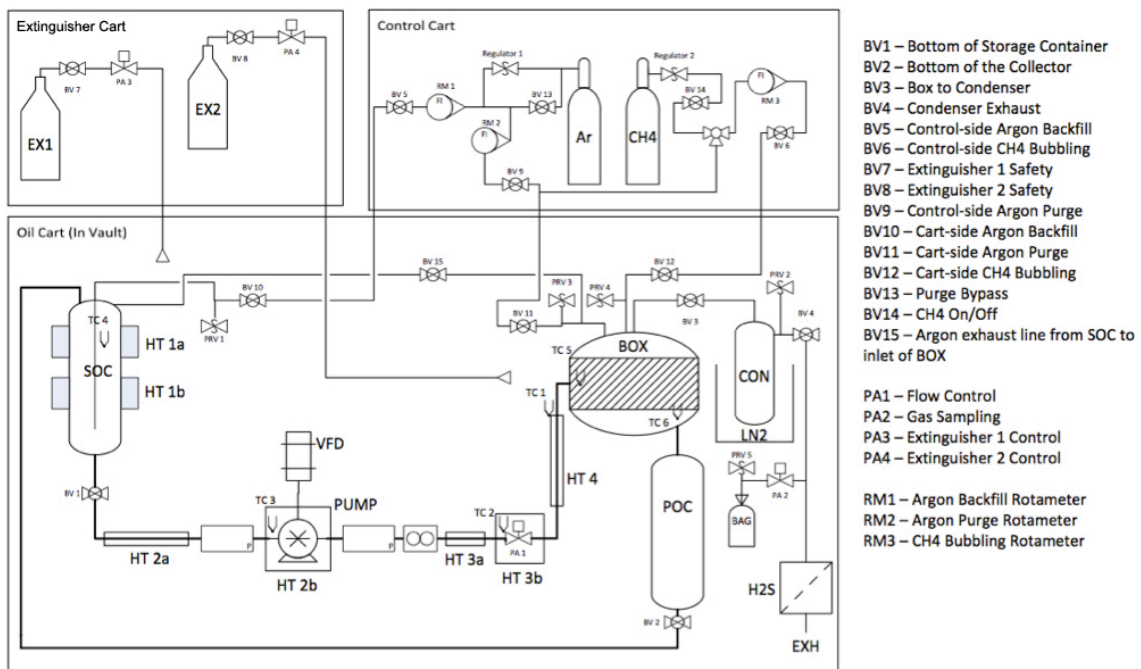 Extinguisher Cart
BV 8
PA 4
BV 7
PA 3
EX1
EX2
Control Cart
Regulator 1
Regulator 2
RM 1
FI
BV 5
BV 13
RM 2
FI
BV 9
Ar
CH4
BV 14
FI
RM 3
BV 6
Oil Cart (In Vault)
BV 15
BV 10
PRV 1
PRV 3
PRV 4
BV 12
PRV 2
BV 11
BV 3
BV 4
TC 4
HT 1a
SOC
HT 1b
TC 5
BOX
TC 1
TC 6
CON
LN2
VFD
HT 4
PRV 5
PA 2
BAG
BV 1
TC 3
PUMP
TC 2
POC
P
P
PA 1
HT 2a
HT 2b
HT 3a
HT 3b
H2S
BV 2
EXH
BV1 – Bottom of Storage Container
BV2 – Bottom of the Collector
BV3 – Box to Condenser
BV4 – Condenser Exhaust
BV5 – Control-side Argon Backfill
BV6 – Control-side CH4 Bubbling
BV7 – Extinguisher 1 Safety
BV8 – Extinguisher 2 Safety
BV9 – Control-side Argon Purge
BV10 – Cart-side Argon Backfill
BV11 – Cart-side Argon Purge
BV12 – Cart-side CH4 Bubbling
BV13 – Purge Bypass
BV14 – CH4 On/Off
BV15 – Argon exhaust line from SOC to
inlet of BOX
PA1 – Flow Control
PA2 – Gas Sampling
PA3 – Extinguisher 1 Control
PA4 – Extinguisher 2 Control
RM1 – Argon Backfill Rotameter
RM2 – Argon Purge Rotameter
RM3 – CH4 Bubbling Rotameter